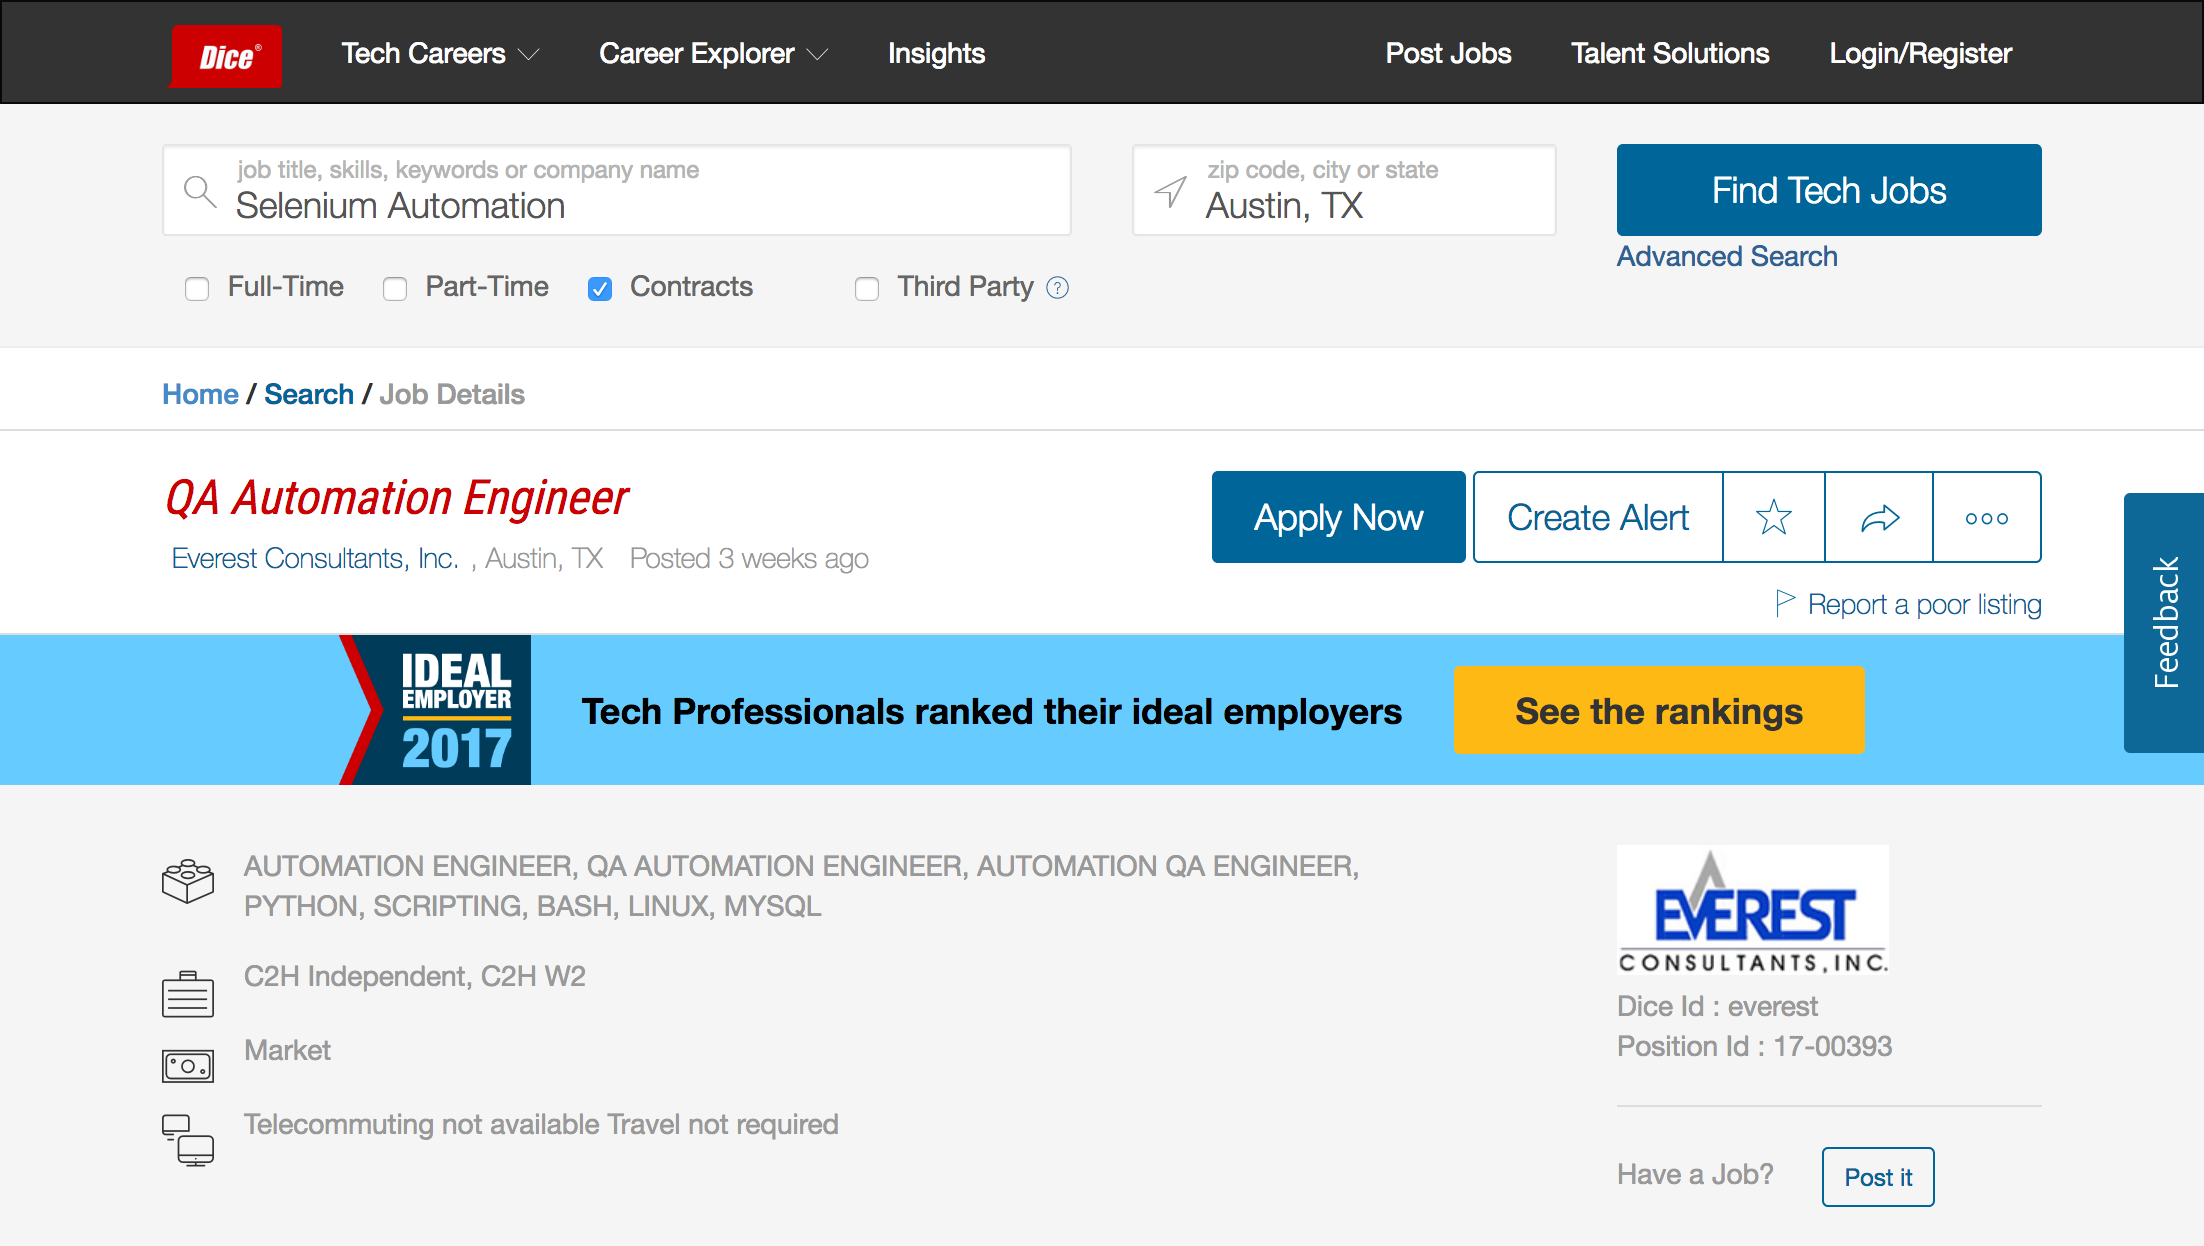 Dice®
Tech Careers
Career Explorer
Insights
Post Jobs
Talent Solutions
Login/Register
job title, skills, keywords or company name
Selenium Automation
zip code, city or state
Austin, TX
Find Tech Jobs
Advanced Search
Full-Time
Part-Time
Contracts
Third Party ?
Home / Search / Job Details
QA Automation Engineer
Everest Consultants, Inc. , Austin, TX Posted 3 weeks ago
Apply Now
Create Alert
Report a poor listing
Feedback
IDEAL
EMPLOYER
2017
Tech Professionals ranked their ideal employers
See the rankings
AUTOMATION ENGINEER, QA AUTOMATION ENGINEER, AUTOMATION QA ENGINEER,
PYTHON, SCRIPTING, BASH, LINUX, MYSQL
C2H Independent, C2H W2
Market
Telecommuting not available Travel not required
EVEREST
CONSULTANTS, INC.
Dice Id : everest
Position Id : 17-00393
Have a Job?
Post it